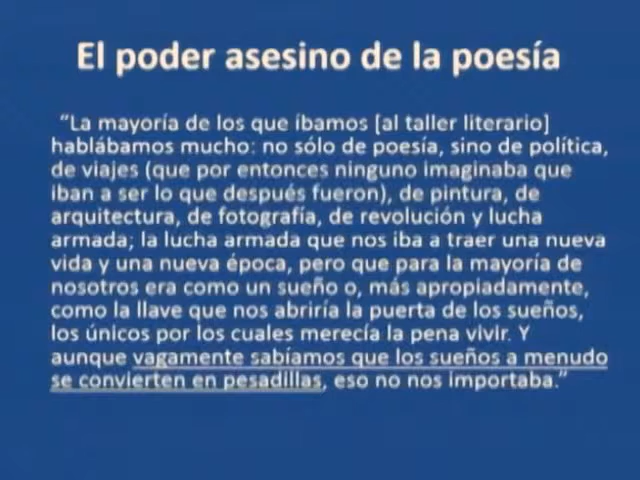 El poder asesino de la poesía
“La mayoría de los que íbamos [al taller literario]
hablábamos mucho: no sólo de poesía, sino de política,
de viajes (que por entonces ninguno imaginaba que
iban a ser lo que después fueron), de pintura, de
arquitectura, de fotografía, de revolución y lucha
armada; la lucha armada que nos iba a traer una nueva
vida y una nueva época, pero que para la mayoría de
nosotros era como un sueño o, más apropiadamente,
como la llave que nos abriría la puerta de los sueños,
los únicos por los cuales merecía la pena vivir. Y
aunque vagamente sabíamos que los sueños a menudo
se convierten en pesadillas, eso no nos importaba.”